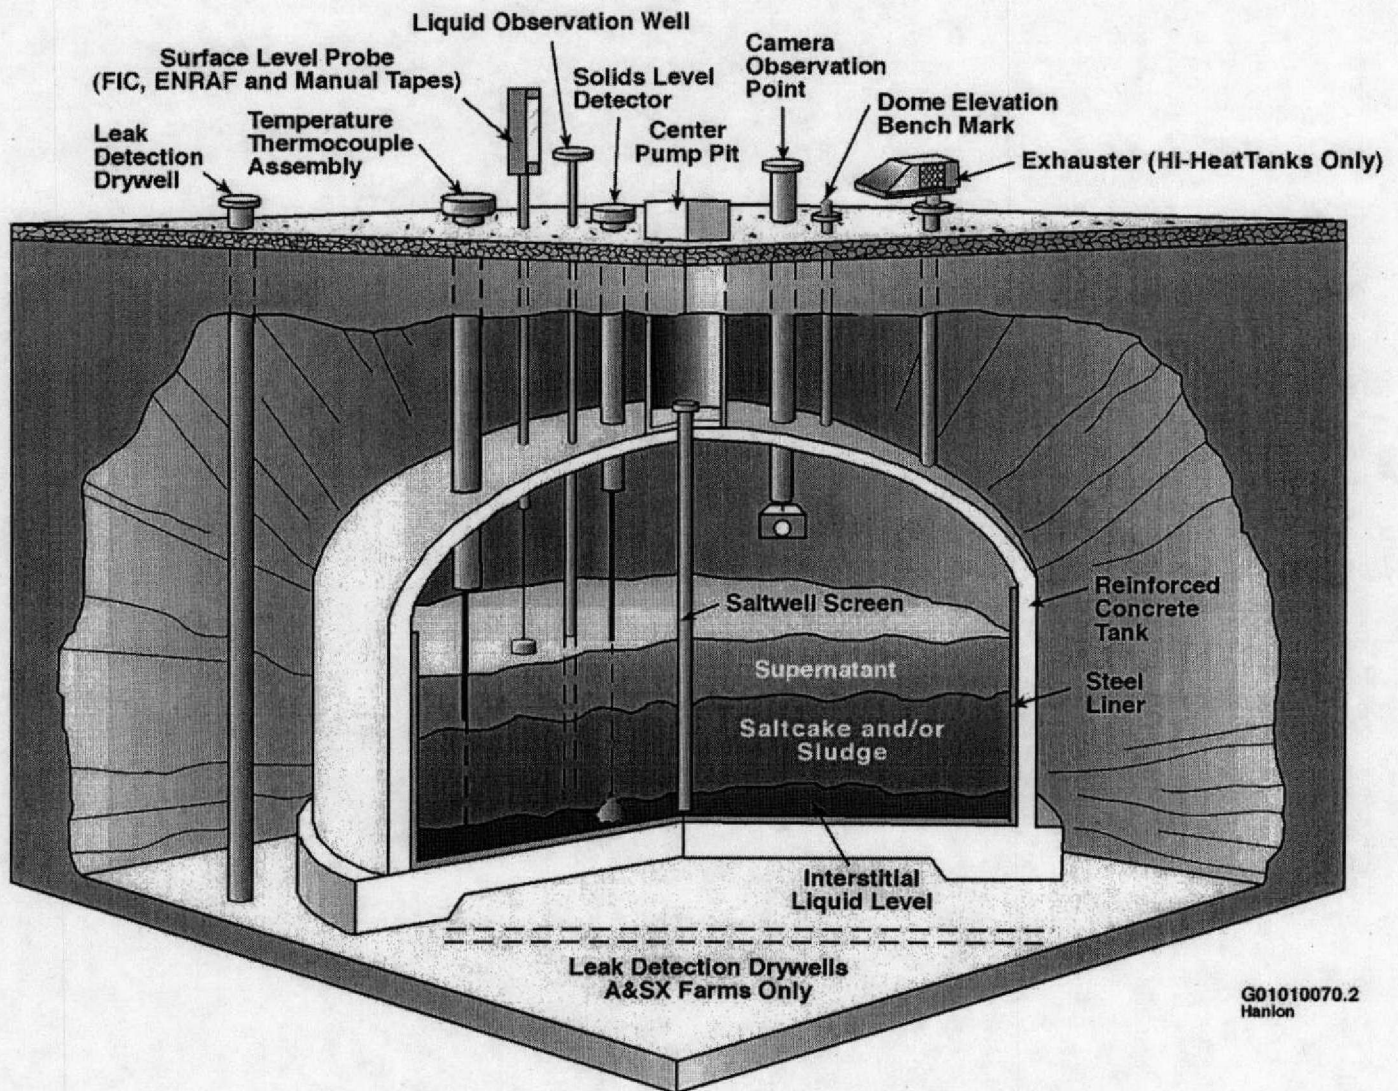 Liquid Observation Well
Surface Level Probe
(FIC, ENRAF and Manual Tapes)
Solids Level
Detector
Camera
Observation
Point
Leak
Detection
Drywell
Temperature
Thermocouple
Assembly
Center
Pump Pit
Dome Elevation
Bench Mark
Exhauster (Hi-HeatTanks Only)
Saltwell Screen
Reinforced
Concrete
Tank
Supernatant
Steel
Liner
Saltcake and/or
Sludge
Interstitial
Liquid Level
Leak Detection Drywells
A&SX Farms Only
G01010070.2
Hanlon